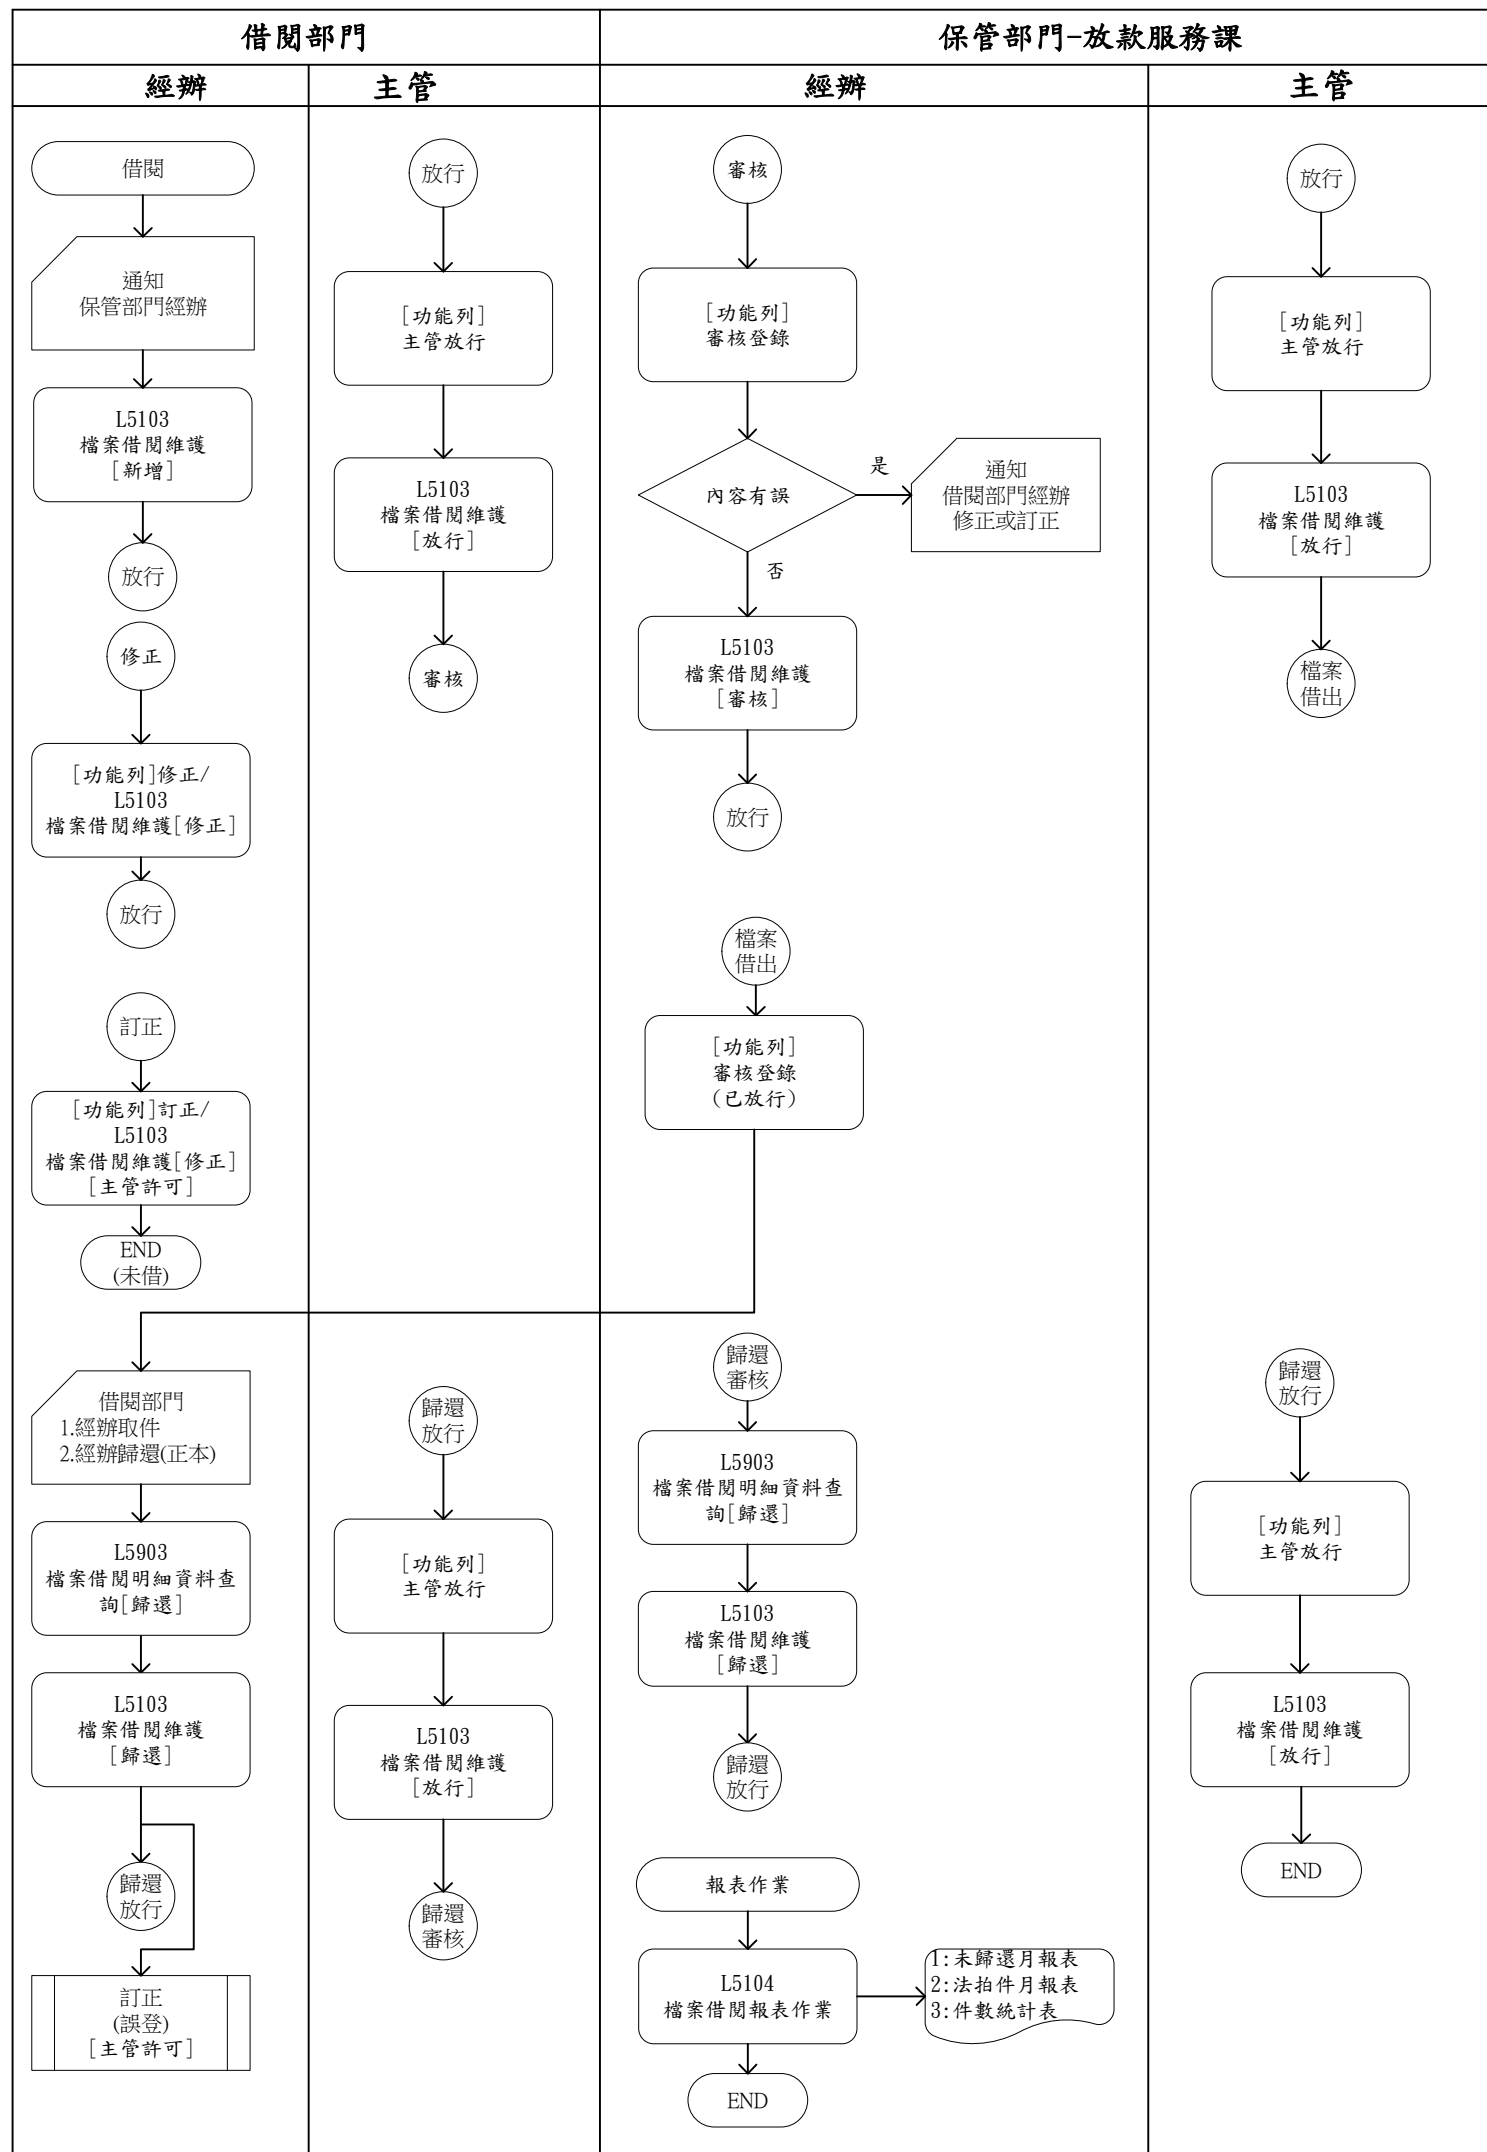 借閱部門
保管部門-放款服務課
經辦
主管
經辦
主管
借閱
通知
保管部門經辦
L5103
檔案借閱維護
[新增]
放行
修正
[功能列]修正/
L5103
檔案借閱維護[修正]
放行
訂正
[功能列]訂正/
L5103
檔案借閱維護[修正]
[主管許可]
END
(未借)
借閱部門
1.經辦取件
2.經辦歸還(正本)
L5903
檔案借閱明細資料查
詢[歸還]
L5103
檔案借閱維護
[歸還]
歸還
放行
訂正
(誤登)
[主管許可]
放行
[功能列]
主管放行
L5103
檔案借閱維護
[放行]
審核
歸還
放行
[功能列]
主管放行
L5103
檔案借閱維護
[放行]
歸還
審核
審核
[功能列]
審核登錄
內容有誤
是
通知
借閱部門經辦
修正或訂正
否
L5103
檔案借閱維護
[審核]
放行
檔案
借出
[功能列]
審核登錄
(已放行)
歸還
審核
L5903
檔案借閱明細資料查
詢[歸還]
L5103
檔案借閱維護
[歸還]
歸還
放行
報表作業
L5104
檔案借閱報表作業
1:未歸還月報表
2:法拍件月報表
3:件數統計表
END
放行
[功能列]
主管放行
L5103
檔案借閱維護
[放行]
檔案
借出
歸還
放行
[功能列]
主管放行
L5103
檔案借閱維護
[放行]
END